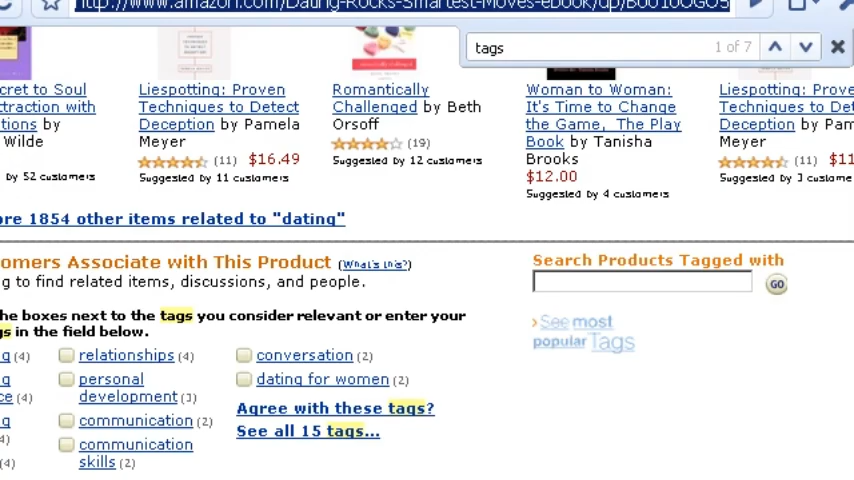 http://www.amazon.com/Dating-Rocks-Smartest-Moves-ebook/dp/B0010OGO5
tags 1 of 7
cret to Soul
ttraction with
tions by
Wilde
by 52 customers
Liespotting: Proven
Techniques to Detect
Deception by Pamela
Meyer
(11) $16.49
Suggested by 11 customers
Romantically
Challenged by Beth
Orsoff
(19)
Suggested by 12 customers
Woman to Woman:
It's Time to Change
the Game, The Play
Book by Tanisha
Brooks
$12.00
Suggested by 4 customers
Liespotting: Prove
Techniques to Det
Deception by Pam
Meyer
(11) $11
Suggested by 3 custome
ore 1854 other items related to "dating"
omers Associate with This Product (What's this?)
g to find related items, discussions, and people.
he boxes next to the tags you consider relevant or enter your
gs in the field below.
g (4)
g
ce (4)
g
4)
(4)
relationships (4)
personal
development (3)
communication (2)
communication
skills (2)
conversation (2)
dating for women (2)
Agree with these tags?
See all 15 tags...
Search Products Tagged with
GO
See most
popular Tags